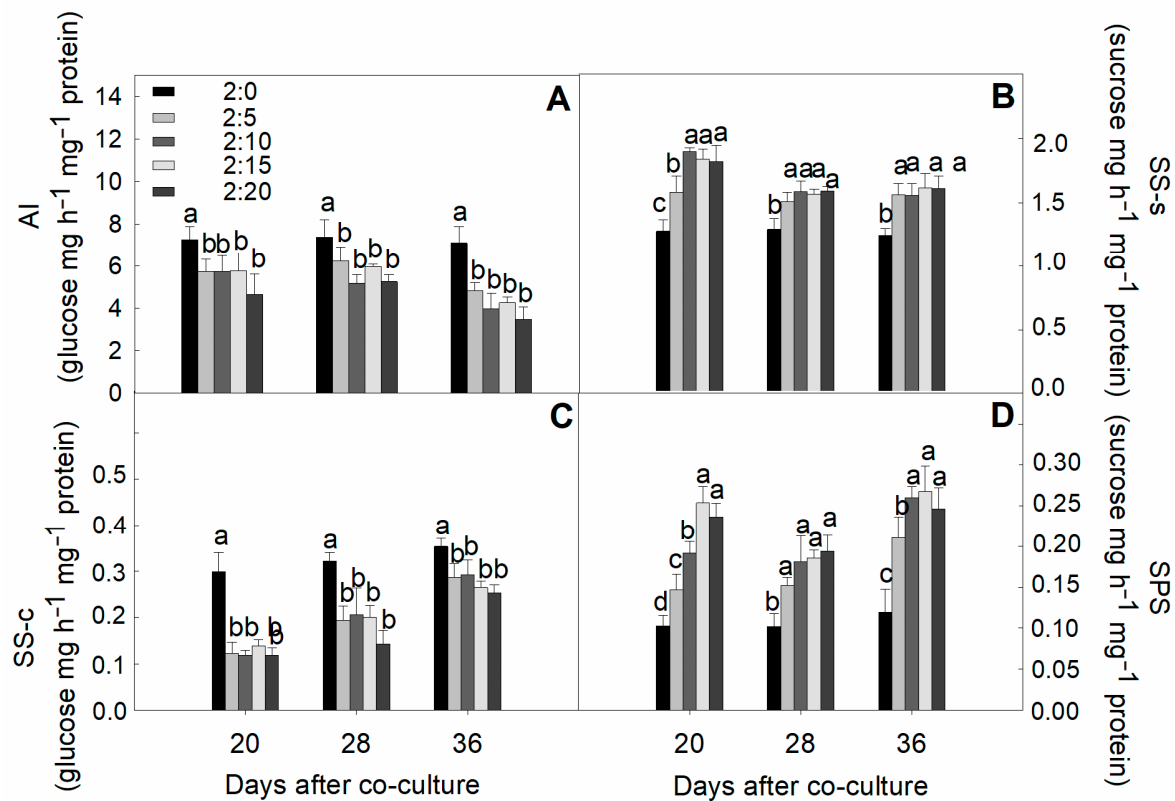 A
14
12
10
8
6
4
2
0
AI
(glucose mg h⁻¹ mg⁻¹ protein)
2:0
2:5
2:10
2:15
2:20
a bb b b
a b b b b
a b b b b
B
2.0
1.5
1.0
0.5
0.0
SS-s
(sucrose mg h⁻¹ mg⁻¹ protein)
c b a a a
b a a a a
b a a a a
C
0.5
0.4
0.3
0.2
0.1
0.0
SS-c
(glucose mg h⁻¹ mg⁻¹ protein)
a bb b b
a b b b b
a b b bb
20 28 36
Days after co-culture
D
0.30
0.25
0.20
0.15
0.10
0.05
0.00
SPS
(sucrose mg h⁻¹ mg⁻¹ protein)
d c b a a
b a a a a
c b a a a
20 28 36
Days after co-culture